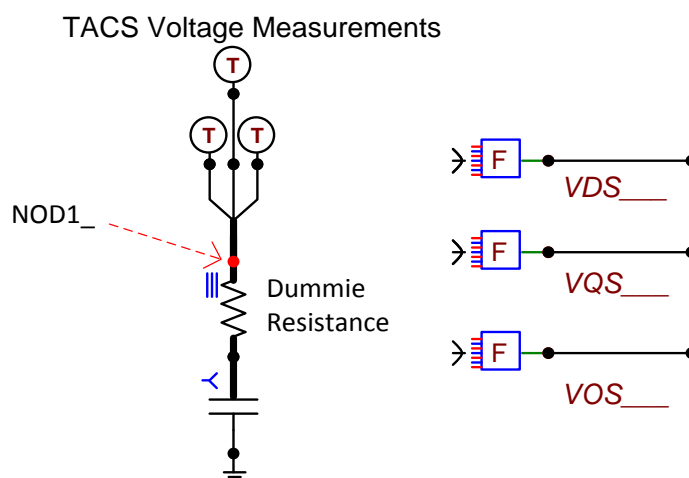 TACS Voltage Measurements
T
T
T
NOD1_
Dummie
Resistance
F
VDS___
F
VQS___
F
VOS___